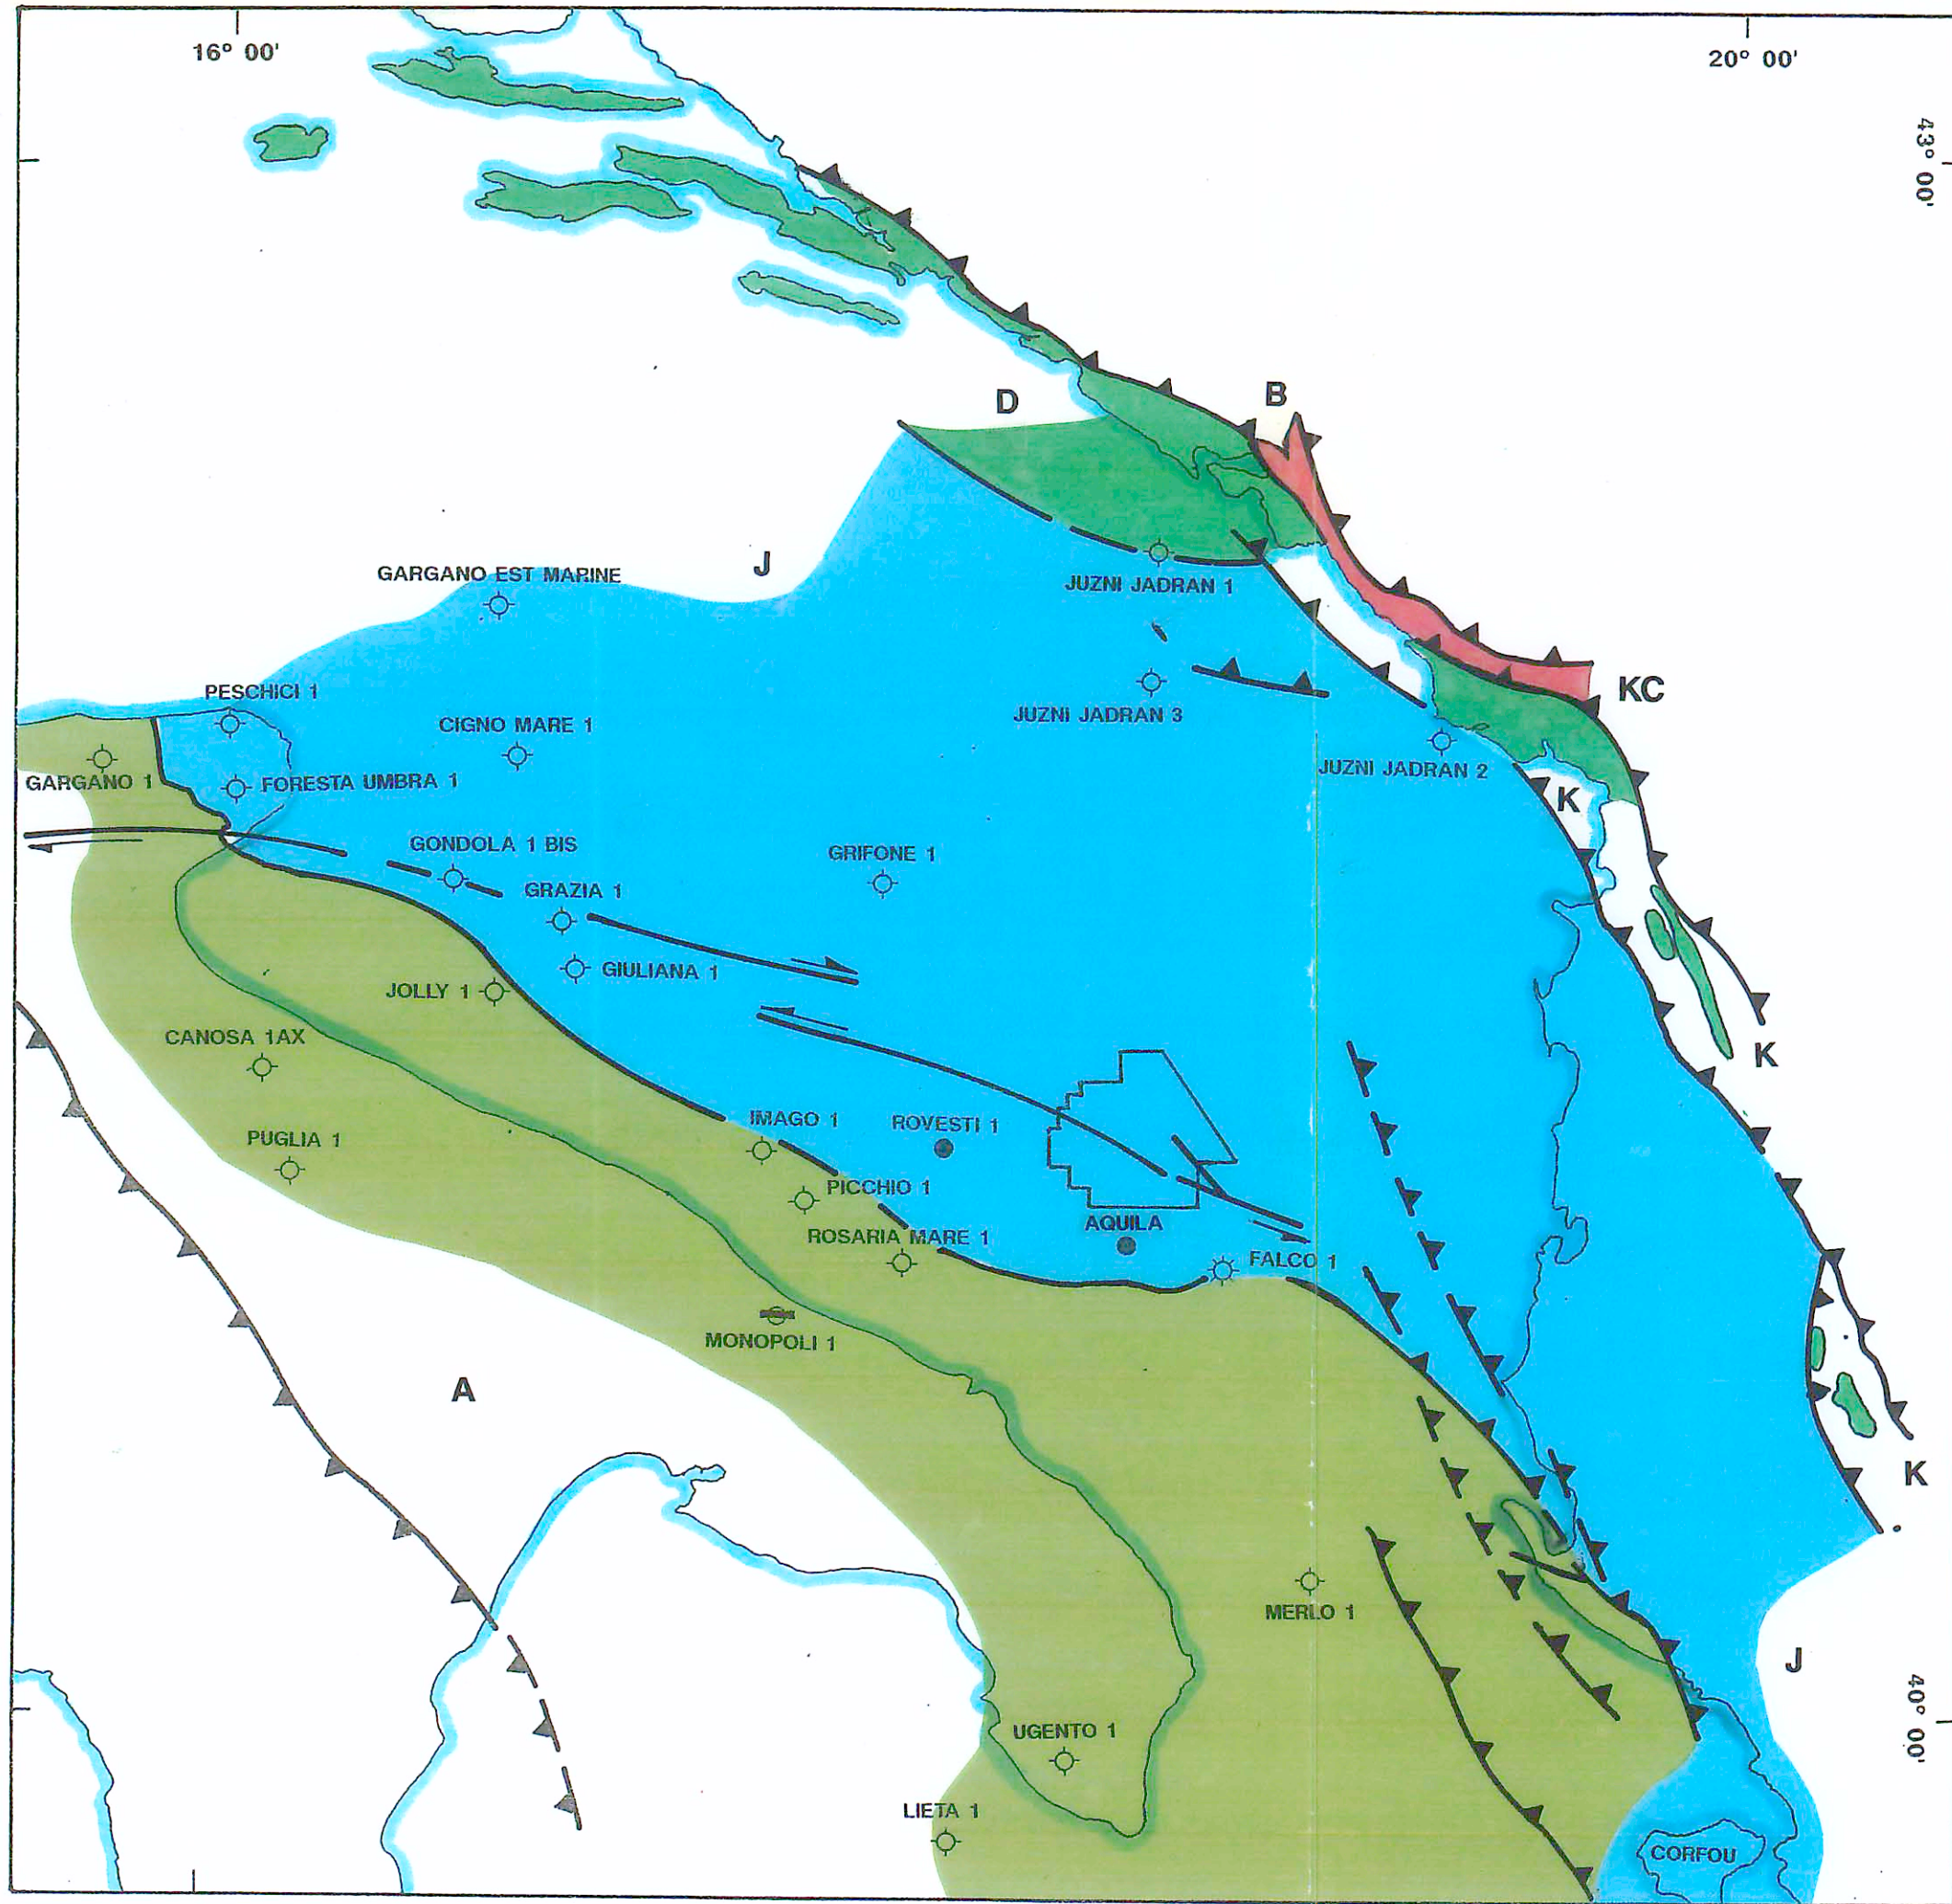 16° 00'
20° 00'
43° 00'
D
B
J
GARGANO EST MARINE
JUZNI JADRAN 1
PESCHICI 1
KC
CIGNO MARE 1
JUZNI JADRAN 3
JUZNI JADRAN 2
GARGANO 1
FORESTA UMBRA 1
K
GONDOLA 1 BIS
GRIFONE 1
GRAZIA 1
GIULIANA 1
JOLLY 1
CANOSA 1AX
K
IMAGO 1
ROVESTI 1
PUGLIA 1
PICCHIO 1
AQUILA
ROSARIA MARE 1
FALCO 1
MONOPOLI 1
A
K
MERLO 1
J
40° 00'
UGENTO 1
LIETA 1
CORFOU